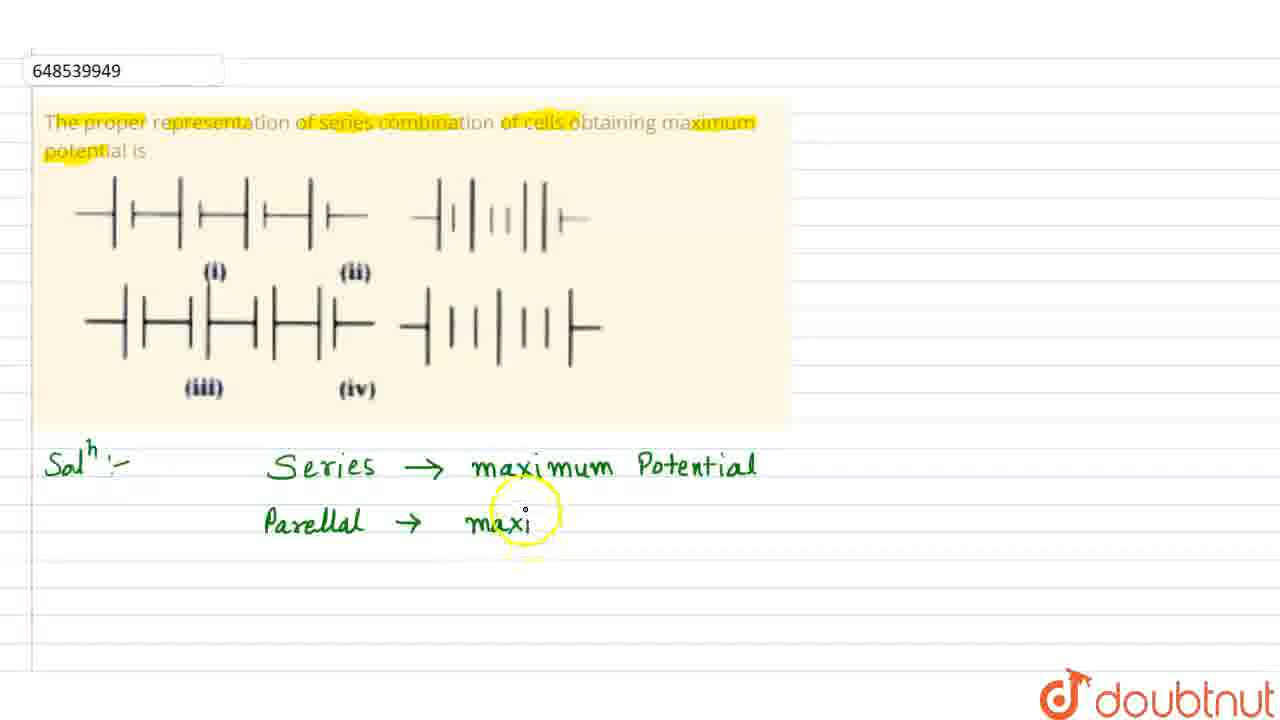 648539949
The proper representation of series combination of cells obtaining maximum
potential is
(i) (ii)
(iii) (iv)
Solⁿ :- Series → maximum Potential
Parellal → maxi
doubtnut